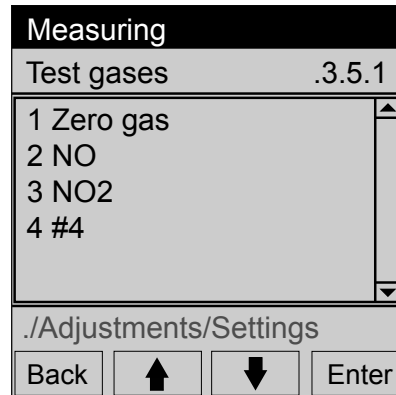 Measuring
Test gases .3.5.1
1 Zero gas
2 NO
3 NO2
4 #4
./Adjustments/Settings
Back Enter